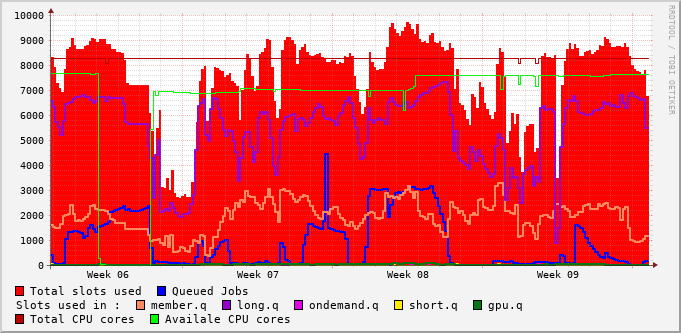 RRDTOOL / TOBI OETIKER
10000
9000
8000
7000
6000
5000
4000
3000
2000
1000
0
Week 06 Week 07 Week 08 Week 09
Total slots used Queued Jobs
Slots used in : member.q long.q ondemand.q short.q gpu.q
Total CPU cores Availale CPU cores